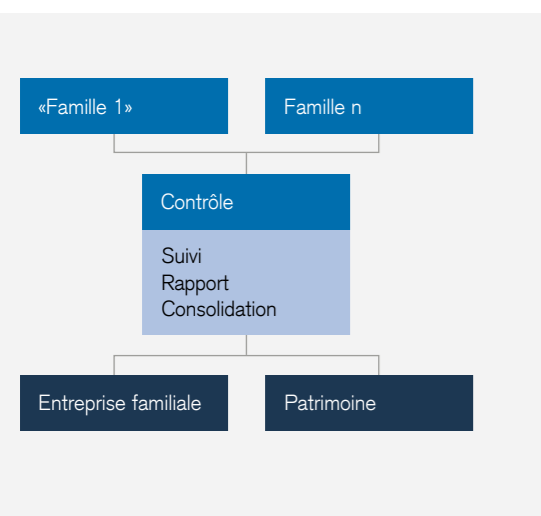 «Famille 1»
Famille n
Contrôle
Suivi
Rapport
Consolidation
Entreprise familiale
Patrimoine